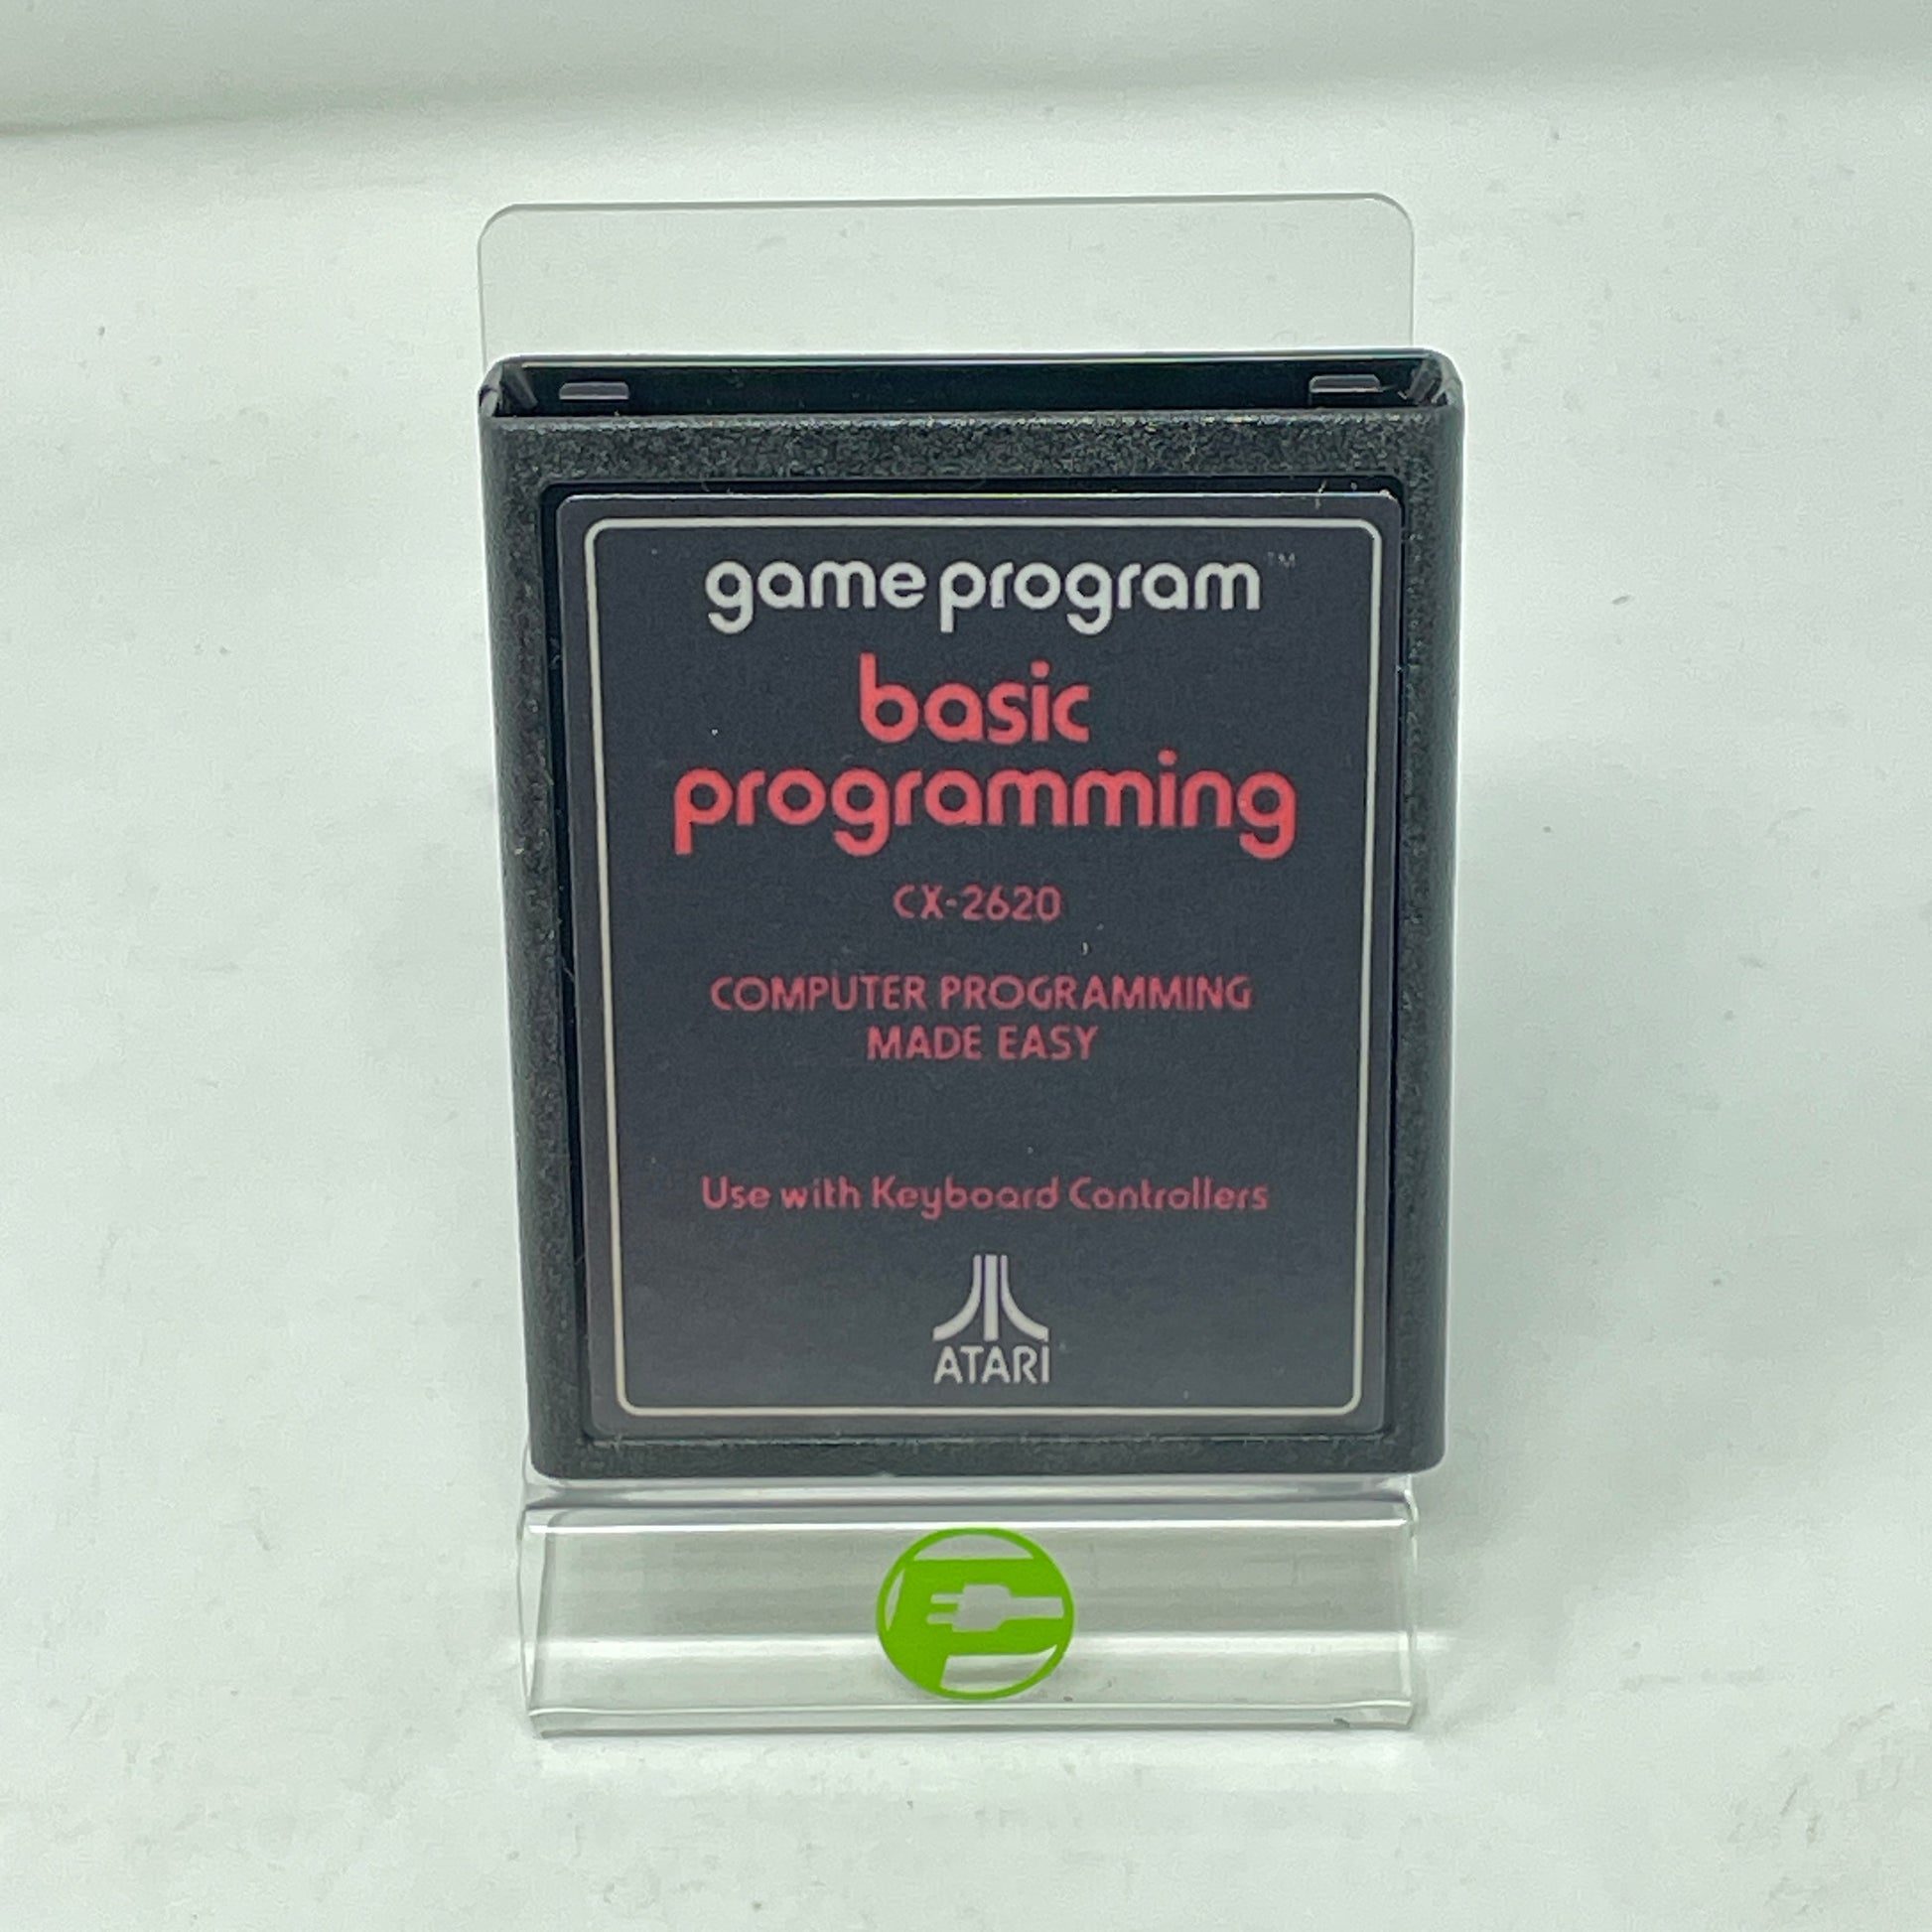 game program™
basic
programming
CX-2620
COMPUTER PROGRAMMING
MADE EASY
Use with Keyboard Controllers
ATARI